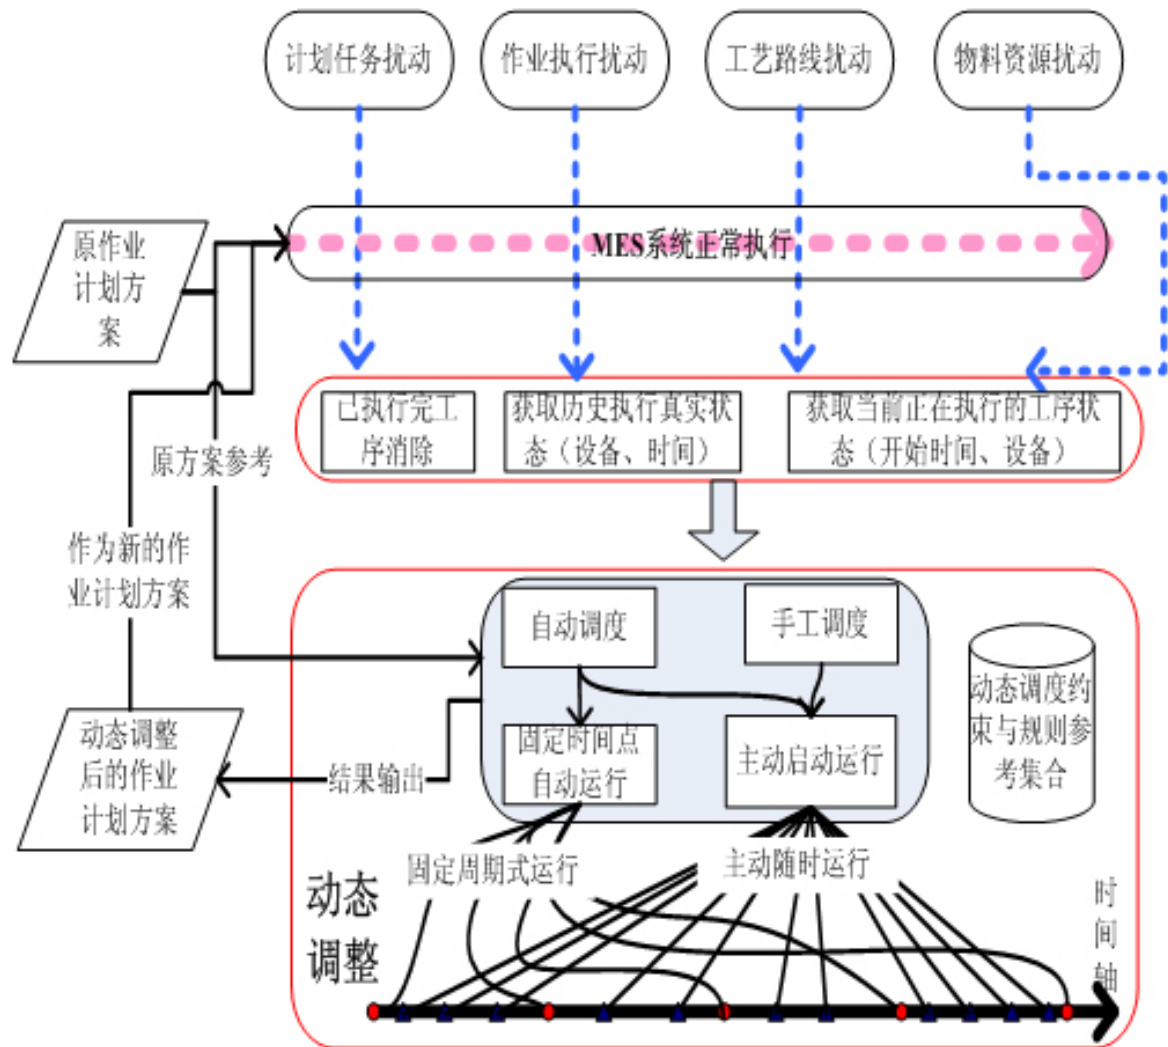 计划任务扰动
作业执行扰动
工艺路线扰动
物料资源扰动
原作业
计划方
案
MES系统正常执行
已执行完工
序消除
获取历史执行真实状
态（设备、时间）
获取当前正在执行的工序状
态（开始时间、设备）
原方案参考
作为新的作
业计划方案
自动调度
手工调度
固定时间点
自动运行
主动启动运行
动态调度约
束与规则参
考集合
动态调整
后的作业
计划方案
结果输出
固定周期式运行
主动随时运行
动态
调整
时
间
轴